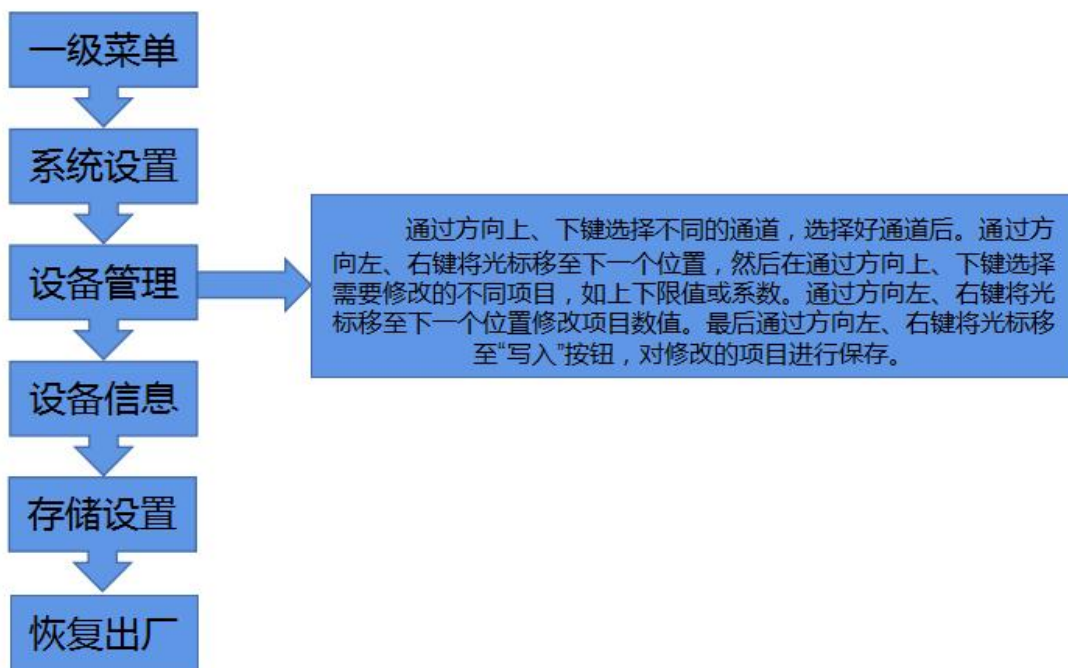 一级菜单
系统设置
设备管理
通过方向上、下键选择不同的通道，选择好通道后。通过方
向左、右键将光标移至下一个位置，然后在通过方向上、下键选择
需要修改的不同项目，如上下限值或系数。通过方向左、右键将光
标移至下一个位置修改项目数值。最后通过方向左、右键将光标移
至“写入”按钮，对修改的项目进行保存。
设备信息
存储设置
恢复出厂